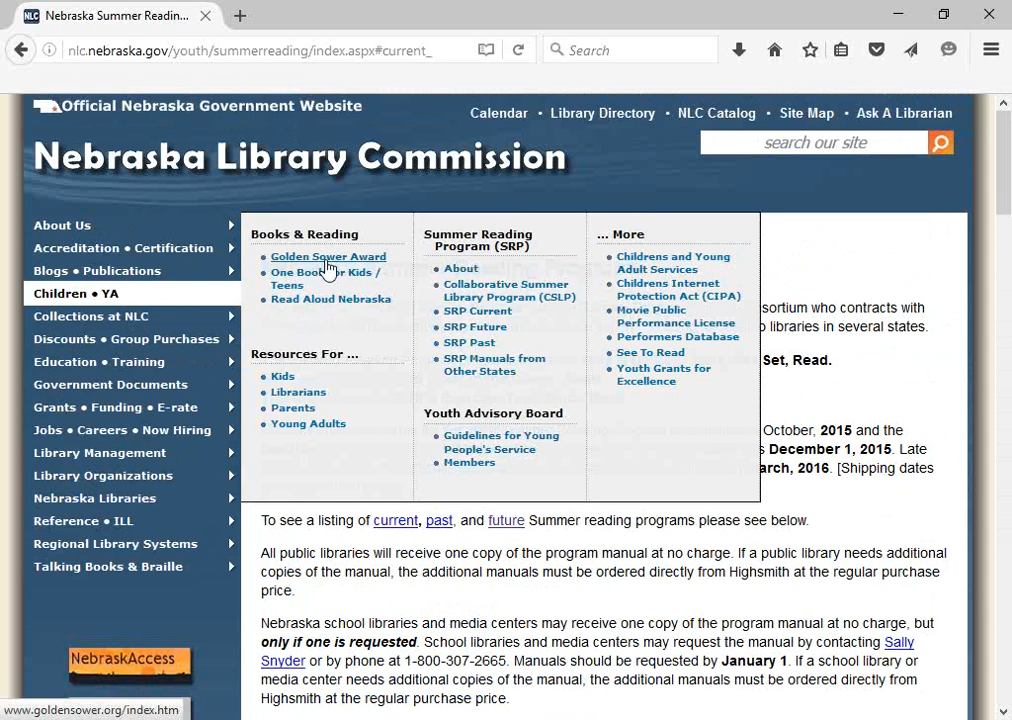 Nebraska Summer Readin...
nlc.nebraska.gov/youth/summerreading/index.aspx#current_
Search
Official Nebraska Government Website
Calendar • Library Directory • NLC Catalog • Site Map • Ask A Librarian
Nebraska Library Commission
search our site
About Us
Accreditation • Certification
Blogs • Publications
Children • YA
Collections at NLC
Discounts • Group Purchases
Education • Training
Government Documents
Grants • Funding • E-rate
Jobs • Careers • Now Hiring
Library Management
Library Organizations
Nebraska Libraries
Reference • ILL
Regional Library Systems
Talking Books & Braille
NebraskAccess
Books & Reading
Golden Sower Award
One Book for Kids /
Teens
Read Aloud Nebraska
Resources For ...
Kids
Librarians
Parents
Young Adults
Summer Reading
Program (SRP)
About
Collaborative Summer
Library Program (CSLP)
SRP Current
SRP Future
SRP Past
SRP Manuals from
Other States
Youth Advisory Board
Guidelines for Young
People's Service
Members
... More
Childrens and Young
Adult Services
Childrens Internet
Protection Act (CIPA)
Movie Public
Performance License
Performers Database
See To Read
Youth Grants for
Excellence
sortium who contracts with
o libraries in several states.
Set, Read.
October, 2015 and the
s December 1, 2015. Late
arch, 2016. [Shipping dates
To see a listing of current, past, and future Summer reading programs please see below.
All public libraries will receive one copy of the program manual at no charge. If a public library needs additional
copies of the manual, the additional manuals must be ordered directly from Highsmith at the regular purchase
price.
Nebraska school libraries and media centers may receive one copy of the program manual at no charge, but
only if one is requested. School libraries and media centers may request the manual by contacting Sally
Snyder or by phone at 1-800-307-2665. Manuals should be requested by January 1. If a school library or
media center needs additional copies of the manual, the additional manuals must be ordered directly from
Highsmith at the regular purchase price.
www.goldensower.org/index.htm